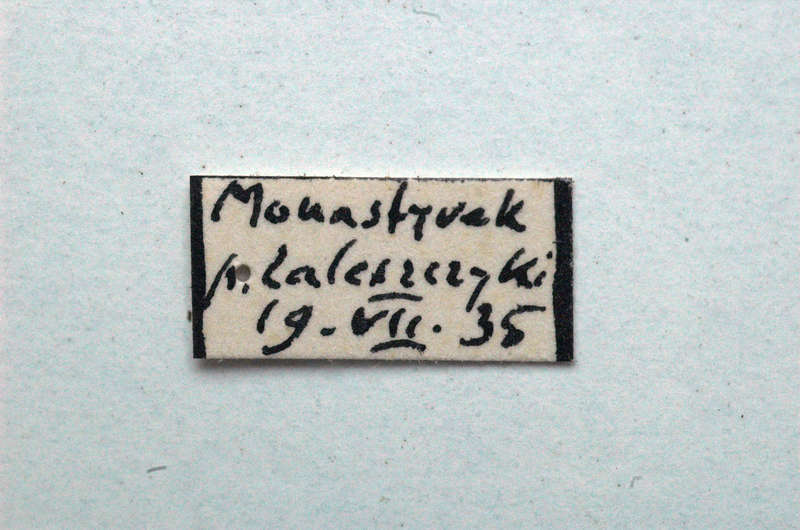 Monastyrek
p. Zaleszczyki
19. VII. 35